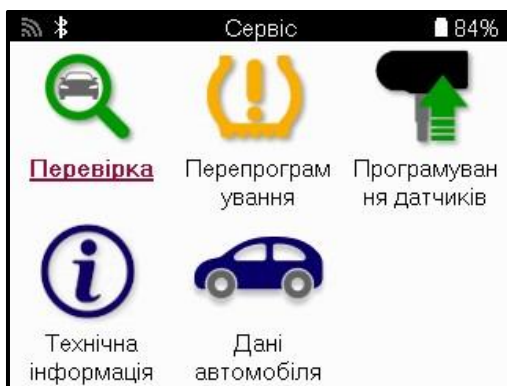 Сервіс 84%
Перевірка
Перепрограм
ування
Програмуван
ня датчиків
Технічна
інформація
Дані
автомобіля